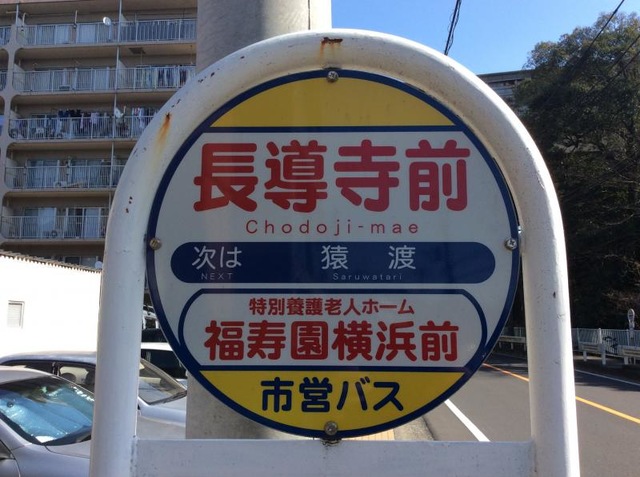 長導寺前
Chodoji-mae
次は 猿渡
NEXT Saruwatari
特別養護老人ホーム
福寿園横浜前
市営バス